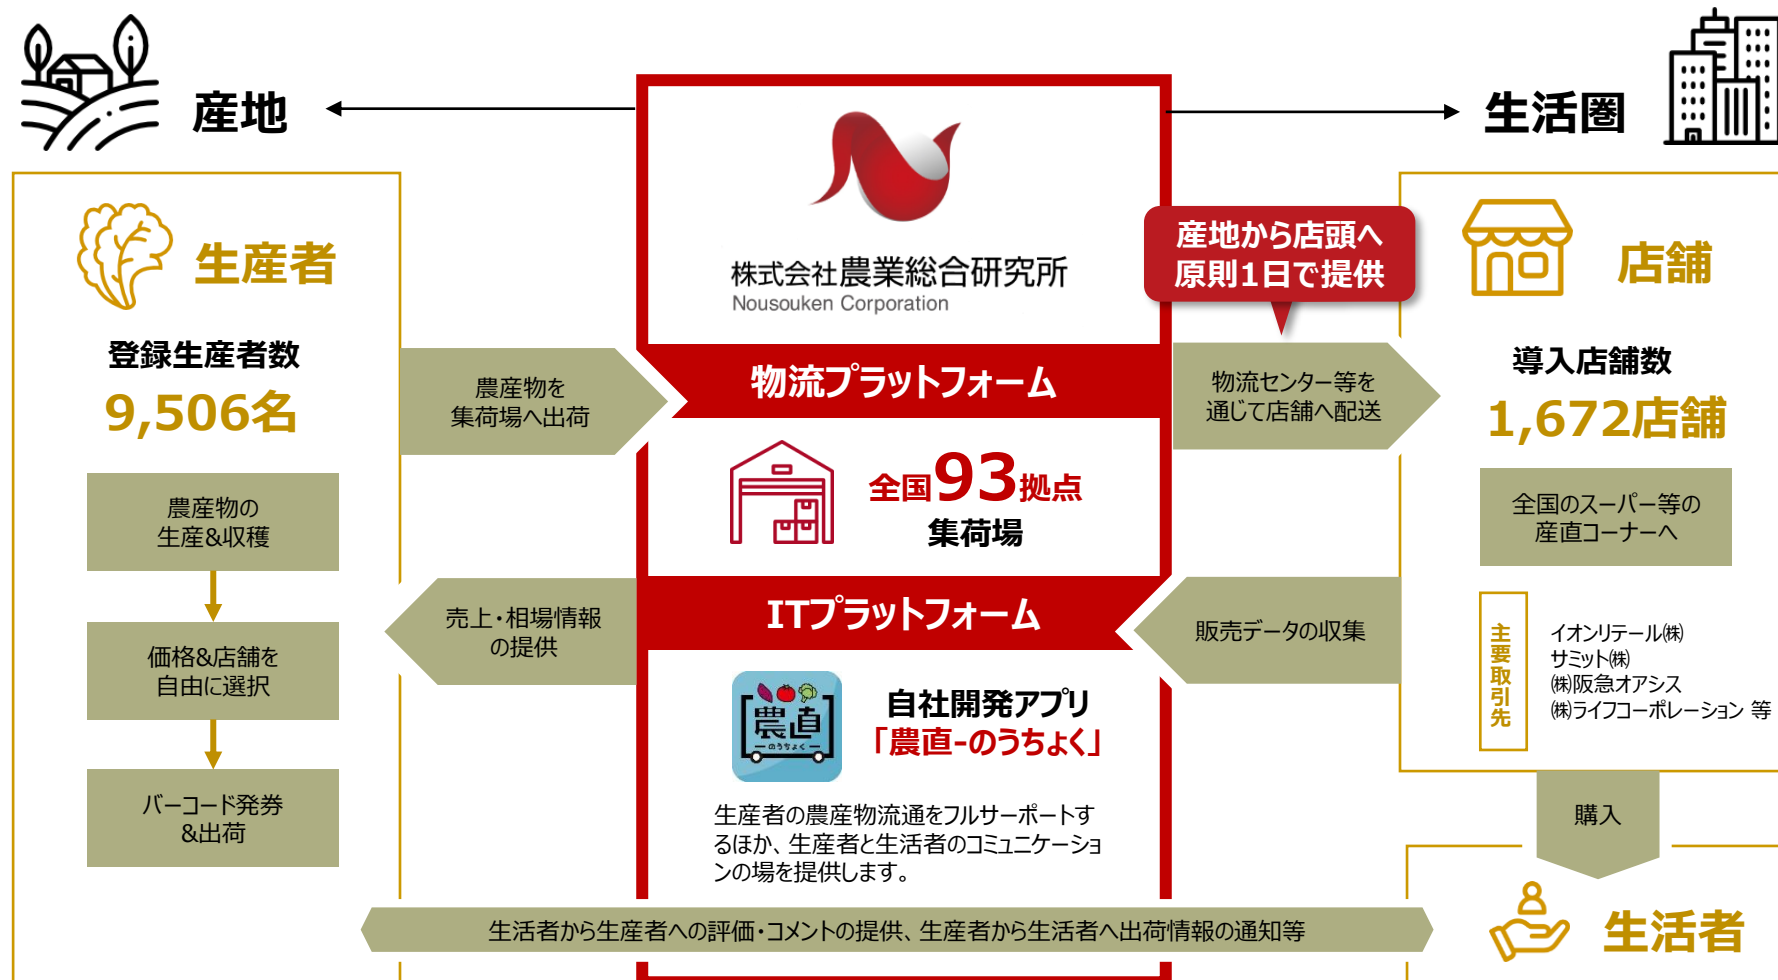 産地
生活圏
株式会社農業総合研究所
Nousouken Corporation
産地から店頭へ
原則1日で提供
生産者
登録生産者数
9,506名
農産物の
生産&収穫
価格&店舗を
自由に選択
バーコード発券
&出荷
農産物を
集荷場へ出荷
売上・相場情報
の提供
物流プラットフォーム
全国93拠点
集荷場
ITプラットフォーム
農直
のうちょく
自社開発アプリ
「農直-のうちょく」
生産者の農産物流通をフルサーポートす
るほか、生産者と生活者のコミュニケーショ
ンの場を提供します。
物流センター等を
通じて店舗へ配送
販売データの収集
店舗
導入店舗数
1,672店舗
全国のスーパー等の
産直コーナーへ
主要取引先
イオンリテール㈱
サミット㈱
㈱阪急オアシス
㈱ライフコーポレーション 等
購入
生活者から生産者への評価・コメントの提供、生産者から生活者へ出荷情報の通知等
生活者